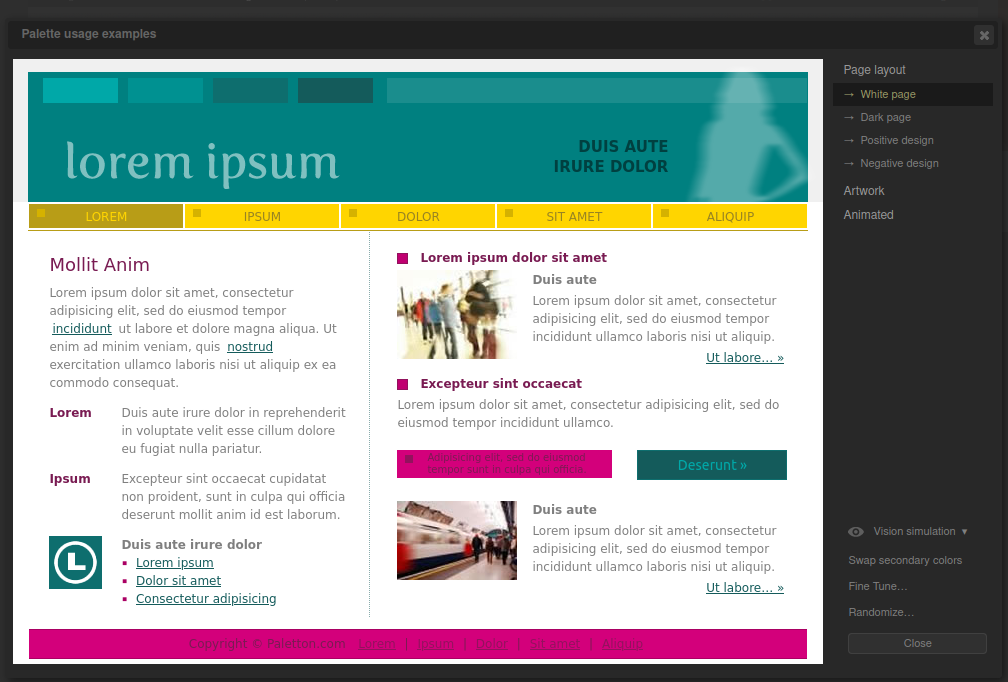 Palette usage examples
lorem ipsum
DUIS AUTE
IRURE DOLOR
LOREM
IPSUM
DOLOR
SIT AMET
ALIQUIP
Mollit Anim
Lorem ipsum dolor sit amet, consectetur
adipisicing elit, sed do eiusmod tempor
incididunt ut labore et dolore magna aliqua. Ut
enim ad minim veniam, quis nostrud
exercitation ullamco laboris nisi ut aliquip ex ea
commodo consequat.
Lorem
Duis aute irure dolor in reprehenderit
in voluptate velit esse cillum dolore
eu fugiat nulla pariatur.
Ipsum
Excepteur sint occaecat cupidatat
non proident, sunt in culpa qui officia
deserunt mollit anim id est laborum.
Duis aute irure dolor
Lorem ipsum
Dolor sit amet
Consectetur adipisicing
Lorem ipsum dolor sit amet
Duis aute
Lorem ipsum dolor sit amet, consectetur
adipisicing elit, sed do eiusmod tempor
incididunt ullamco laboris nisi ut aliquip.
Ut labore... »
Excepteur sint occaecat
Lorem ipsum dolor sit amet, consectetur adipisicing elit, sed do
eiusmod tempor incididunt ullamco.
Adipisicing elit, sed do eiusmod
tempor sunt in culpa qui officia.
Deserunt »
Duis aute
Lorem ipsum dolor sit amet, consectetur
adipisicing elit, sed do eiusmod tempor
incididunt ullamco laboris nisi ut aliquip.
Ut labore... »
Copyright © Paletton.com Lorem | Ipsum | Dolor | Sit amet | Aliquip
Page layout
→ White page
→ Dark page
→ Positive design
→ Negative design
Artwork
Animated
Vision simulation ▾
Swap secondary colors
Fine Tune...
Randomize...
Close